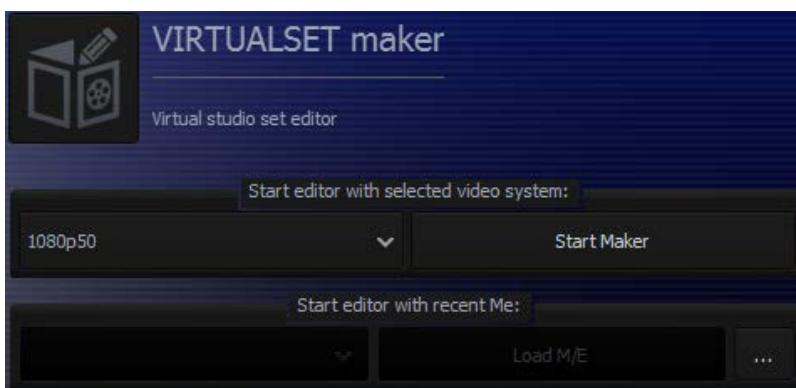 VIRTUALSET maker
Virtual studio set editor
Start editor with selected video system:
1080p50
Start Maker
Start editor with recent Me:
Load M/E
...